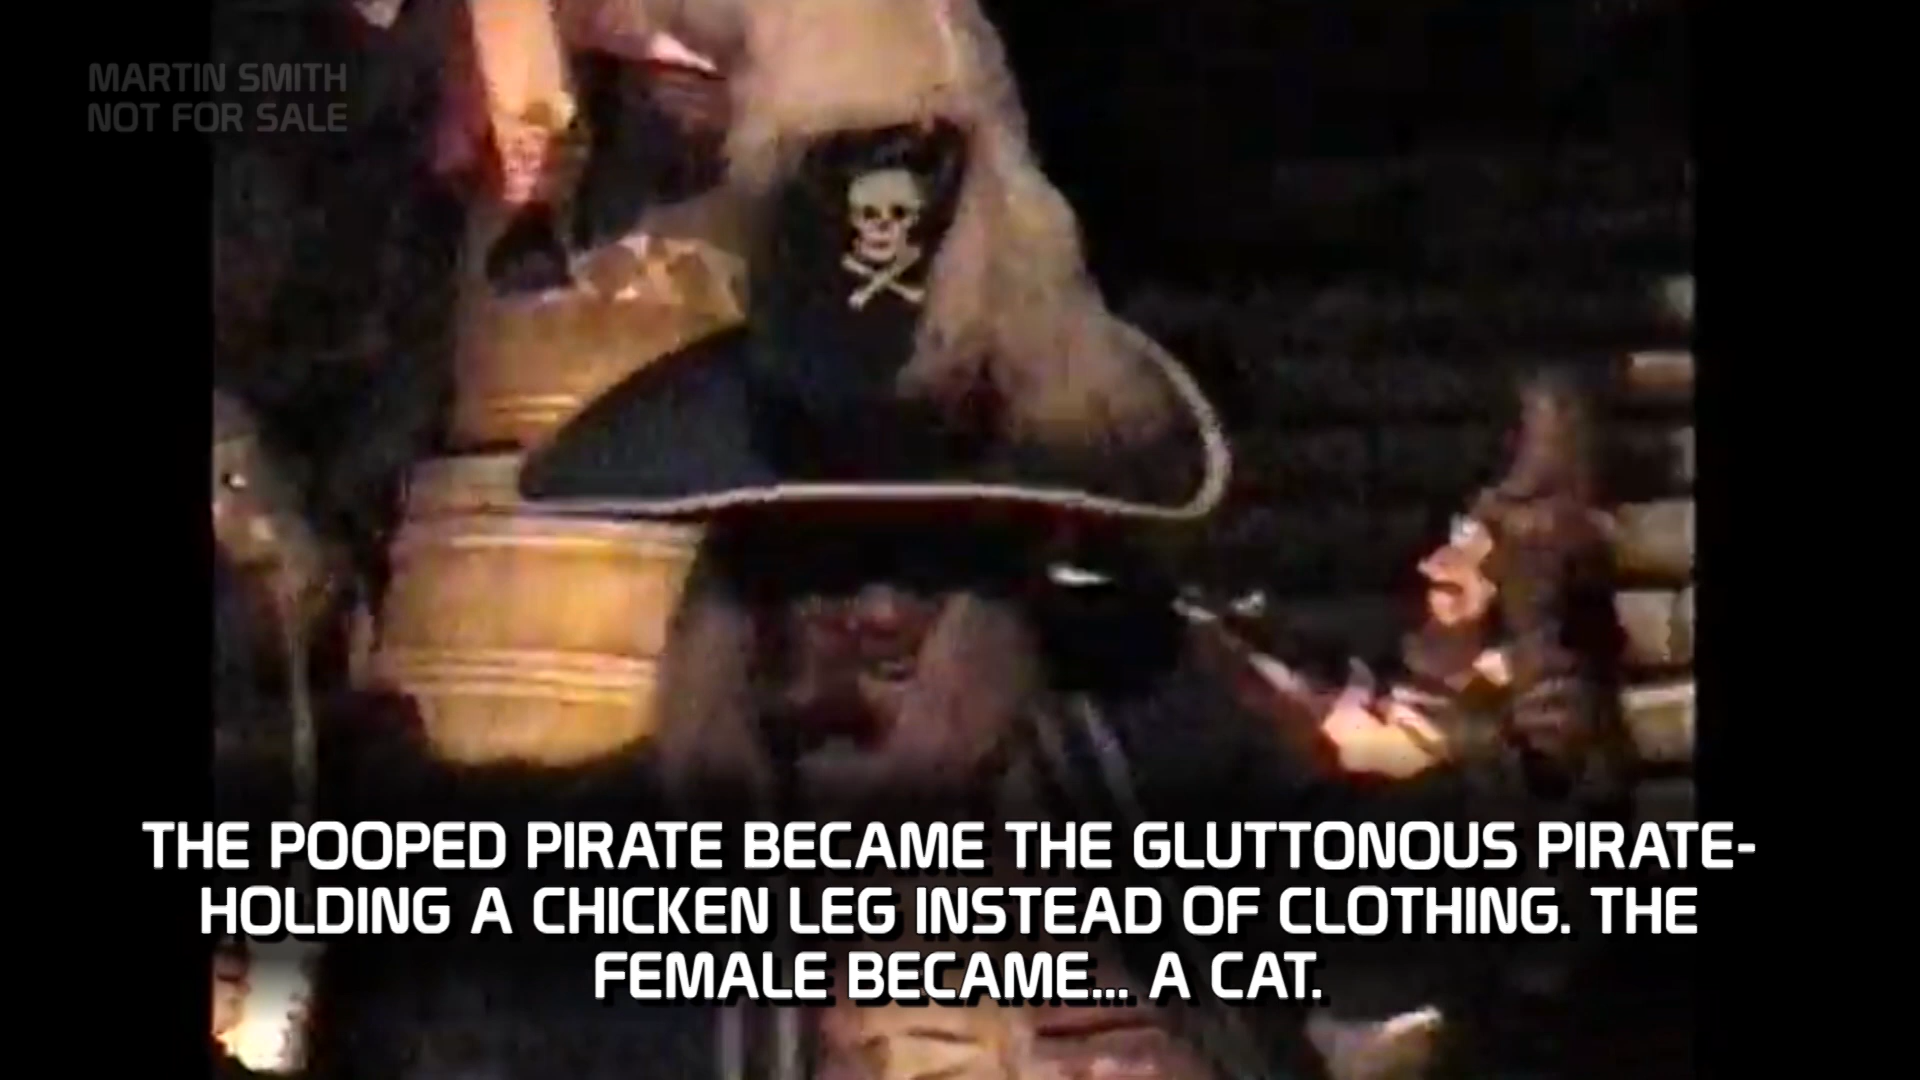 MARTIN SMITH
NOT FOR SALE
THE POOPED PIRATE BECAME THE GLUTTONOUS PIRATE-
HOLDING A CHICKEN LEG INSTEAD OF CLOTHING. THE
FEMALE BECAME... A CAT.